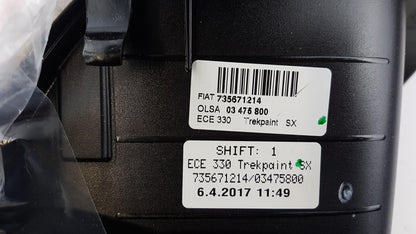 FIAT 735671214
OLSA 03 475 800
ECE 330 Trekpaint SX
SHIFT: 1
ECE 330 Trekpaint SX
735671214/03475800
6.4.2017 11:49